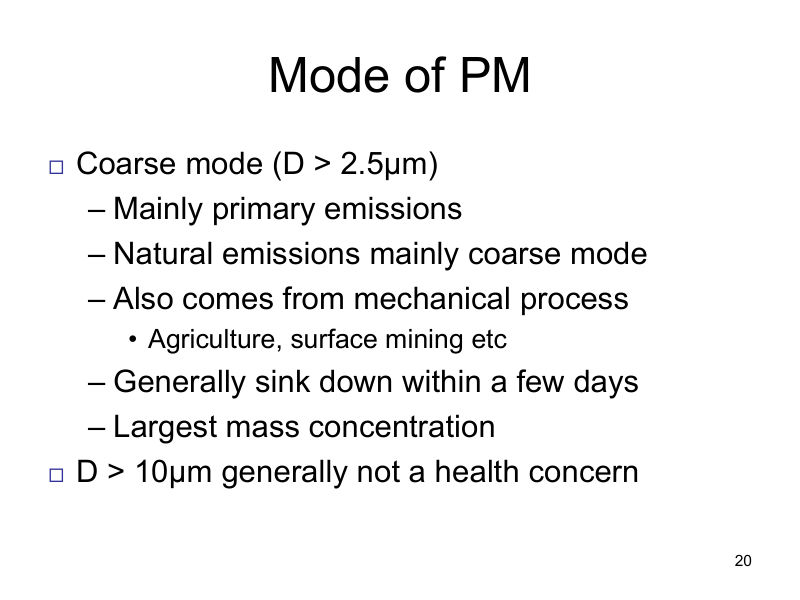 Mode of PM
□ Coarse mode (D > 2.5μm)
– Mainly primary emissions
– Natural emissions mainly coarse mode
– Also comes from mechanical process
• Agriculture, surface mining etc
– Generally sink down within a few days
– Largest mass concentration
□ D > 10μm generally not a health concern
20